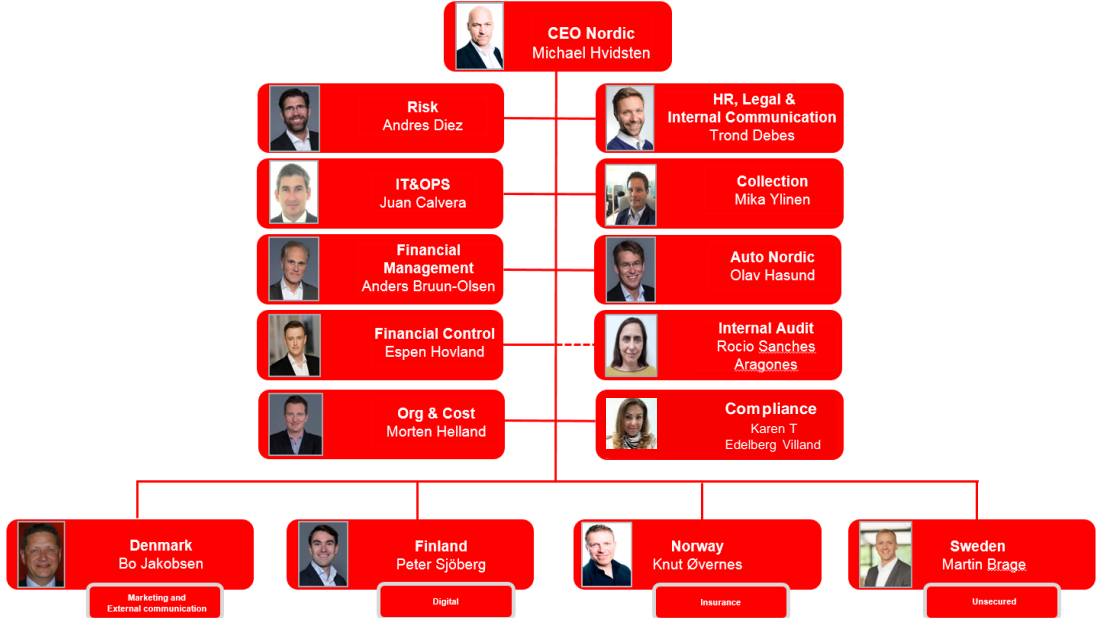 CEO Nordic
Michael Hvidsten
Risk
Andres Diez
HR, Legal &
Internal Communication
Trond Debes
IT&OPS
Juan Calvera
Collection
Mika Ylinen
Financial
Management
Anders Bruun-Olsen
Auto Nordic
Olav Hasund
Financial Control
Espen Hovland
Internal Audit
Rocio Sanches
Aragones
Org & Cost
Morten Helland
Compliance
Karen T
Edelberg Villand
Denmark
Bo Jakobsen
Marketing and
External communication
Finland
Peter Sjöberg
Digital
Norway
Knut Øvernes
Insurance
Sweden
Martin Brage
Unsecured